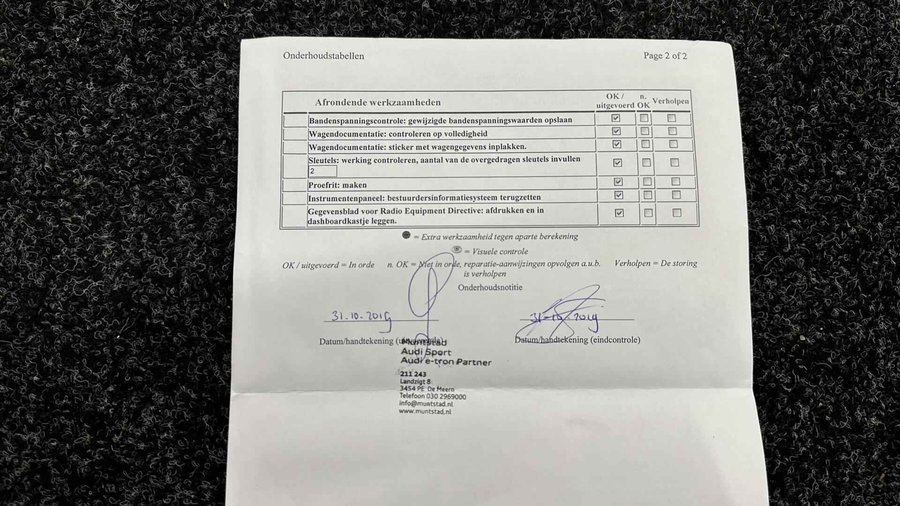 Onderhoudstabellen Page 2 of 2
Afrondende werkzaamheden OK / uitgevoerd n. OK Verholpen
Bandenspanningscontrole: gewijzigde bandenspanningswaarden opslaan
Wagendocumentatie: controleren op volledigheid
Wagendocumentatie: sticker met wagengegevens inplakken.
Sleutels: werking controleren, aantal van de overgedragen sleutels invullen
2
Proefrit: maken
Instrumentenpaneel: bestuurdersinformatiesysteem terugzetten
Gegevensblad voor Radio Equipment Directive: afdrukken en in
dashboardkastje leggen.
= Extra werkzaamheid tegen aparte berekening
= Visuele controle
OK / uitgevoerd = In orde n. OK = Niet in orde, reparatie-aanwijzingen opvolgen a.u.b. Verholpen = De storing
is verholpen
Onderhoudsnotitie
31.10.2019 31-10.2019
Datum/handtekening Datum/handtekening (eindcontrole)
Muntstad
Audi Sport
Audi e-tron Partner
211 243
Landzigt 8
3454 PE De Meern
Telefoon 030 2969000
info@muntstad.nl
www.muntstad.nl